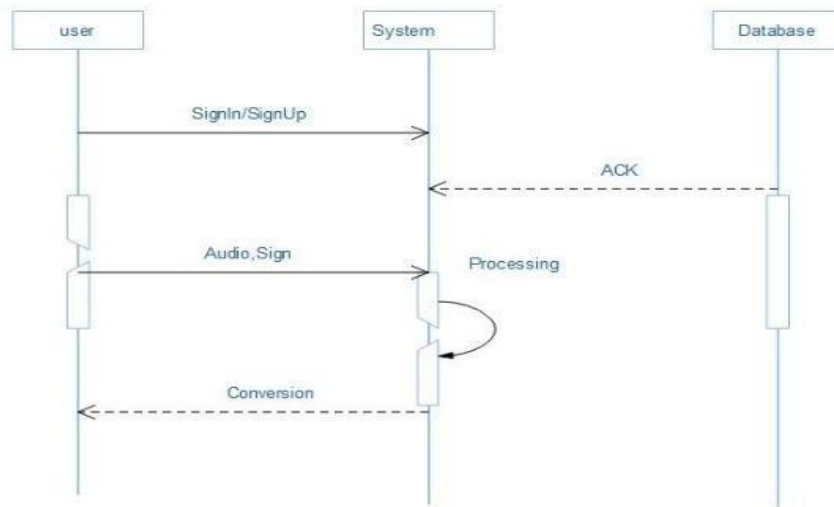 user
System
Database
SignIn/SignUp
ACK
Audio,Sign
Processing
Conversion